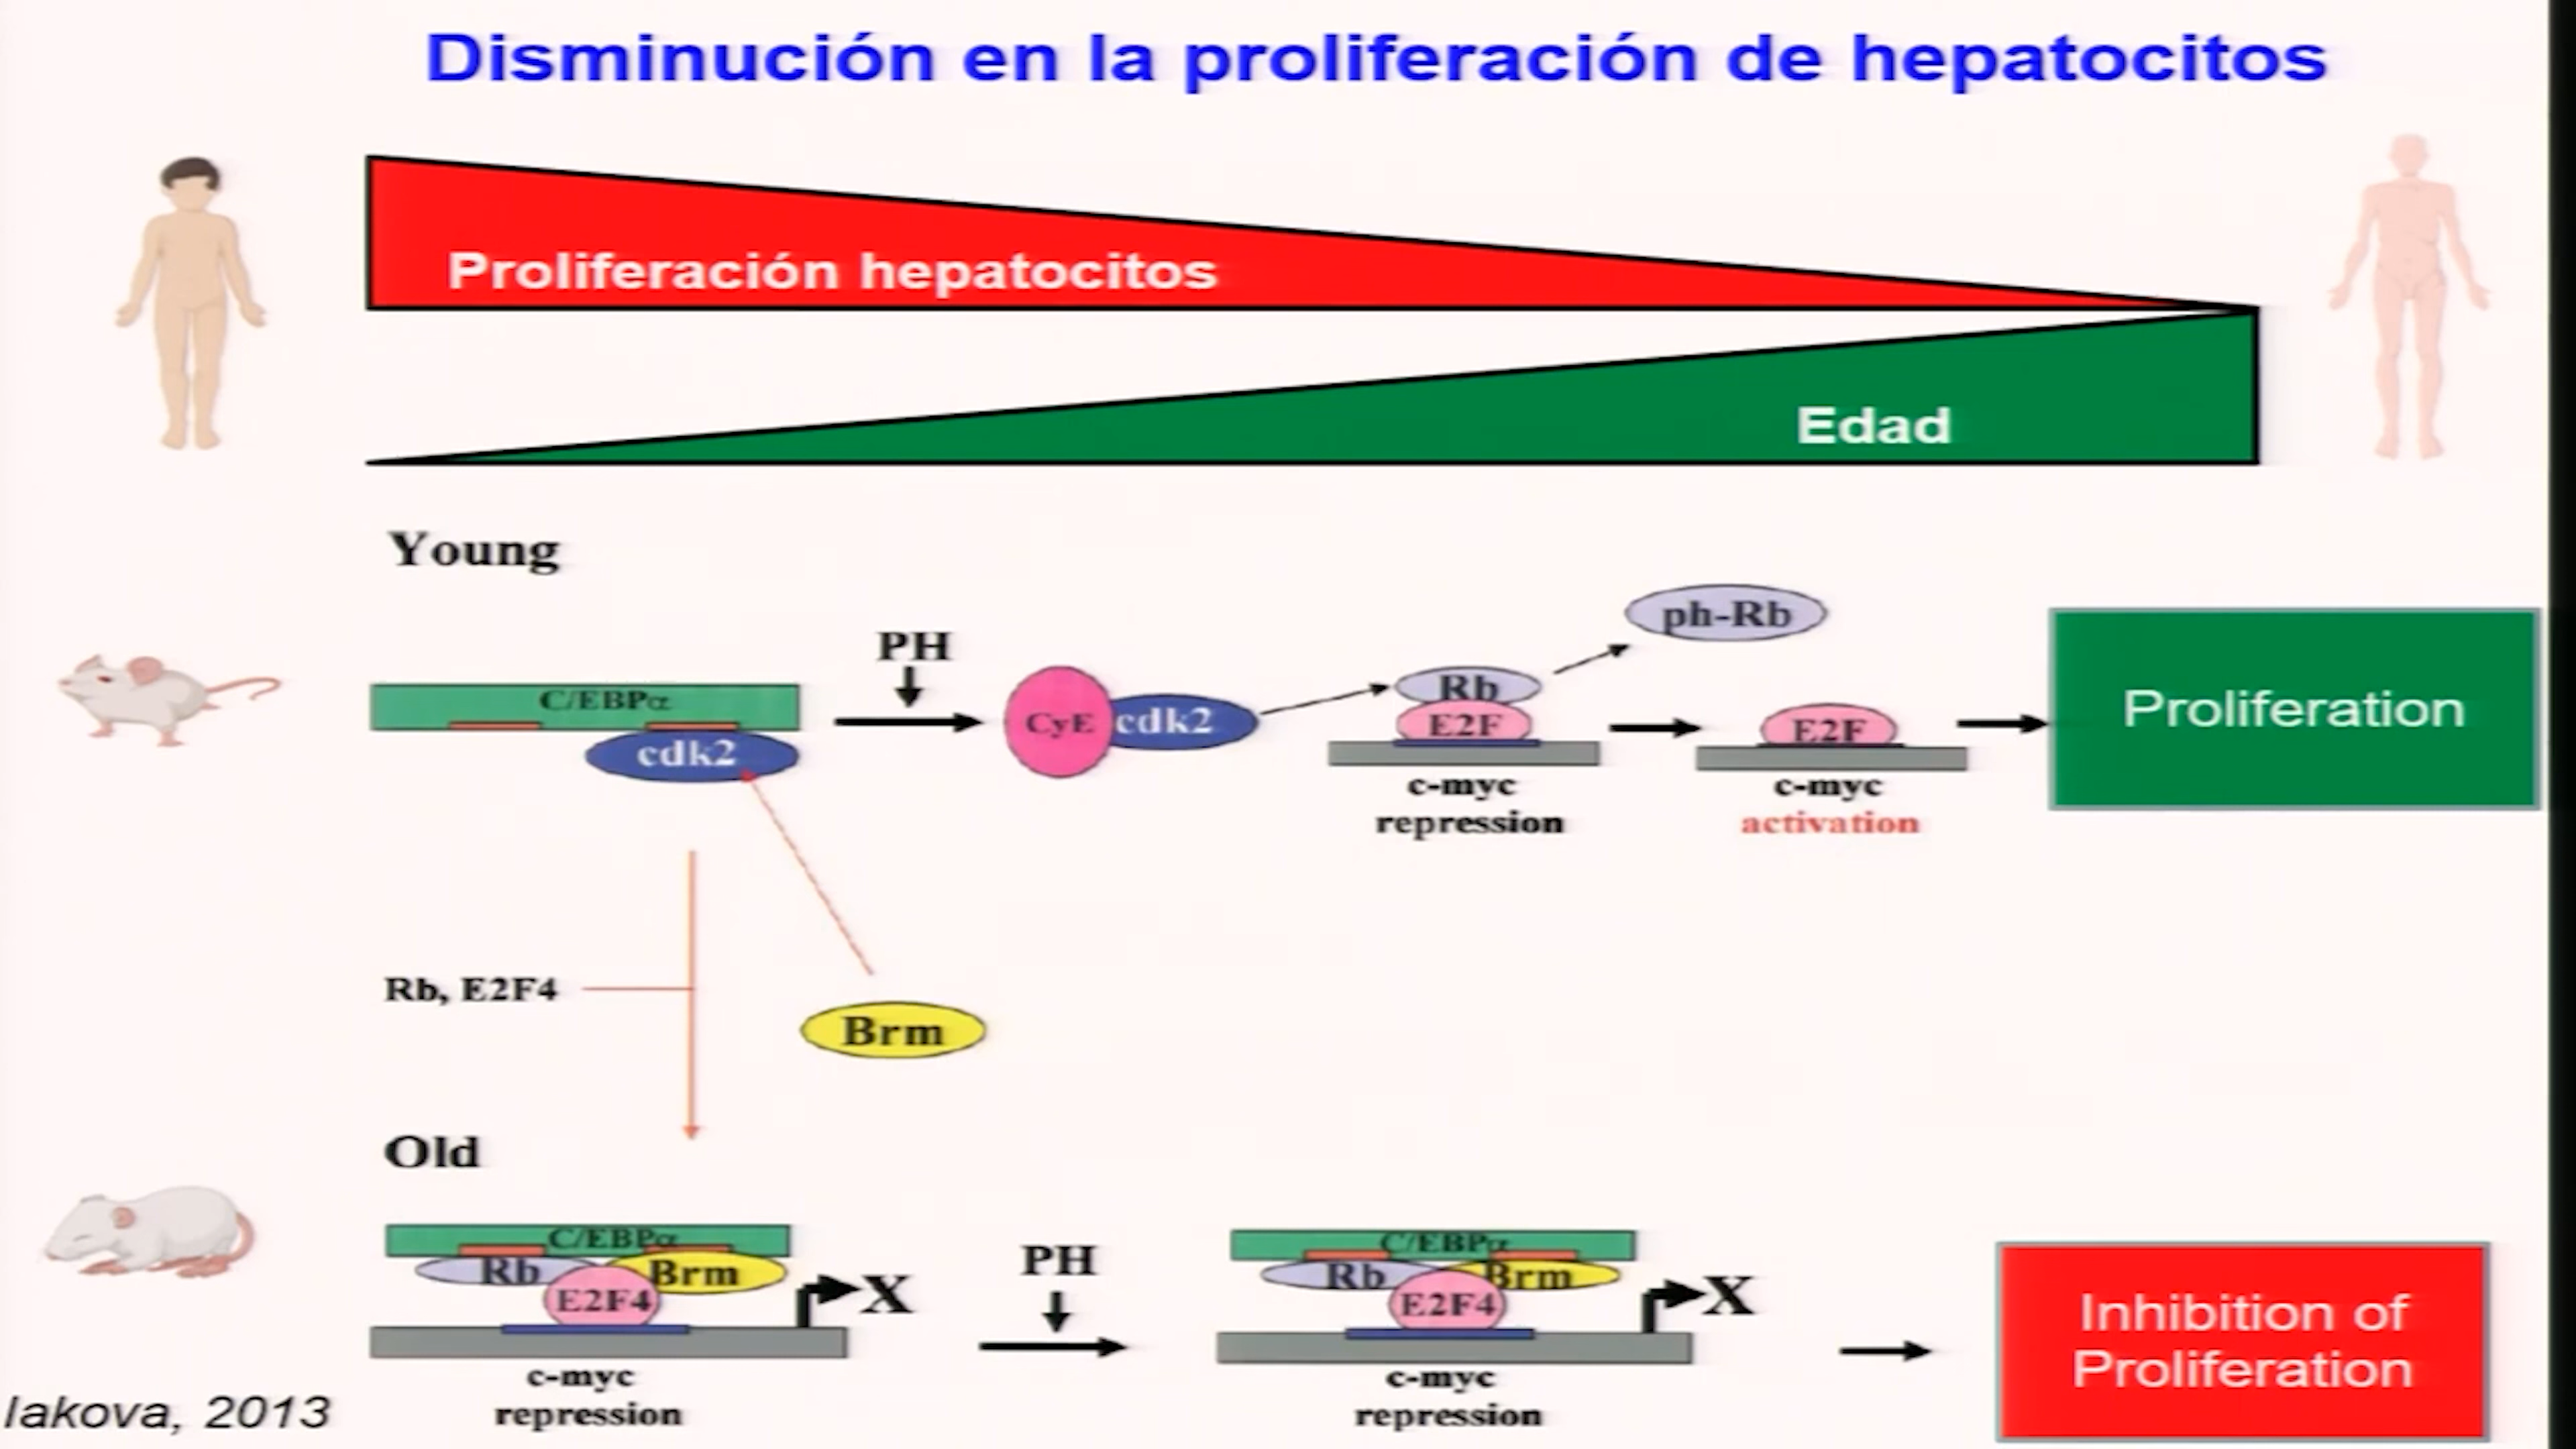 Disminución en la proliferación de hepatocitos
Proliferación hepatocitos
Edad
Young
PH
C/EBPα
cdk2
CyE cdk2
Rb
E2F
c-myc
repression
ph-Rb
E2F
c-myc
activation
Proliferation
Rb, E2F4
Brm
Old
C/EBPα
Rb
Brm
E2F4
X
c-myc
repression
PH
C/EBPα
Rb
Brm
E2F4
X
c-myc
repression
Inhibition of
Proliferation
Iakova, 2013